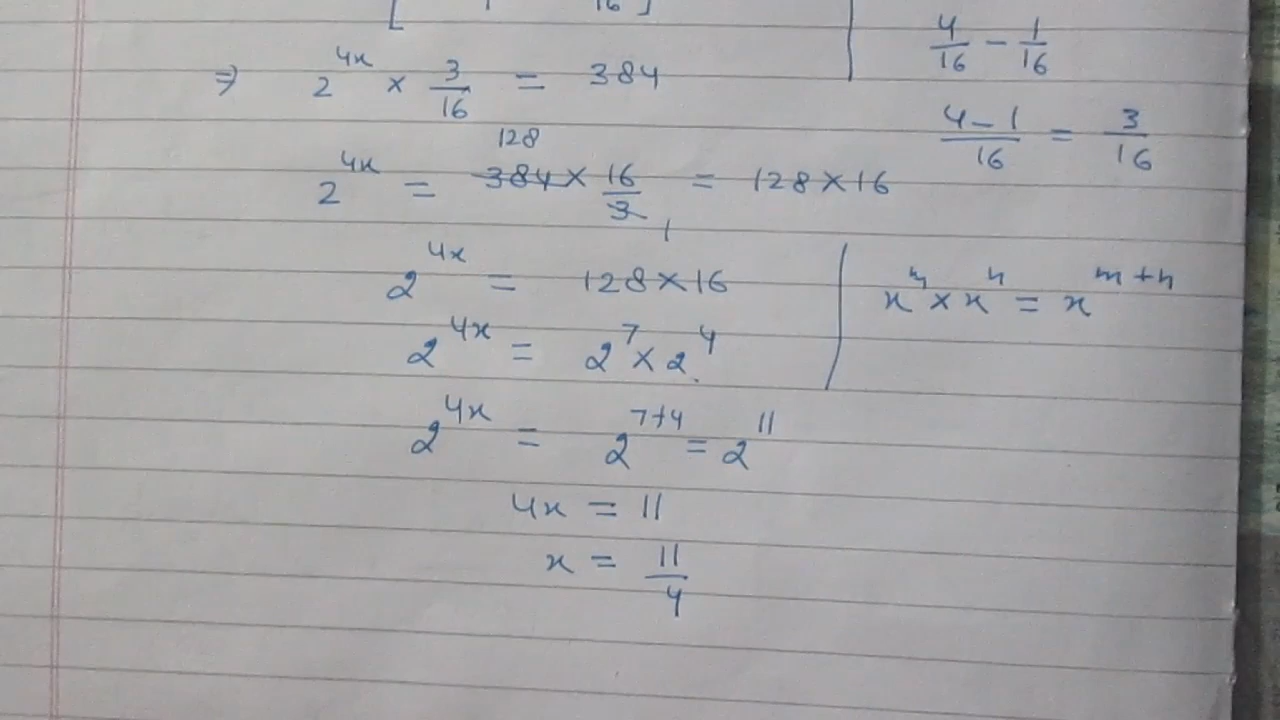 ⇒ 2^{4x} × 3/16 = 384
2^{4x} = ~~384~~ 128 × 16/~~3~~ 1 = 128 × 16
2^{4x} = 128 × 16
2^{4x} = 2^7 × 2^4
2^{4x} = 2^{7+4} = 2^{11}
4x = 11
x = 11/4
4/16 - 1/16
4-1/16 = 3/16
x^m × x^n = x^{m+n}